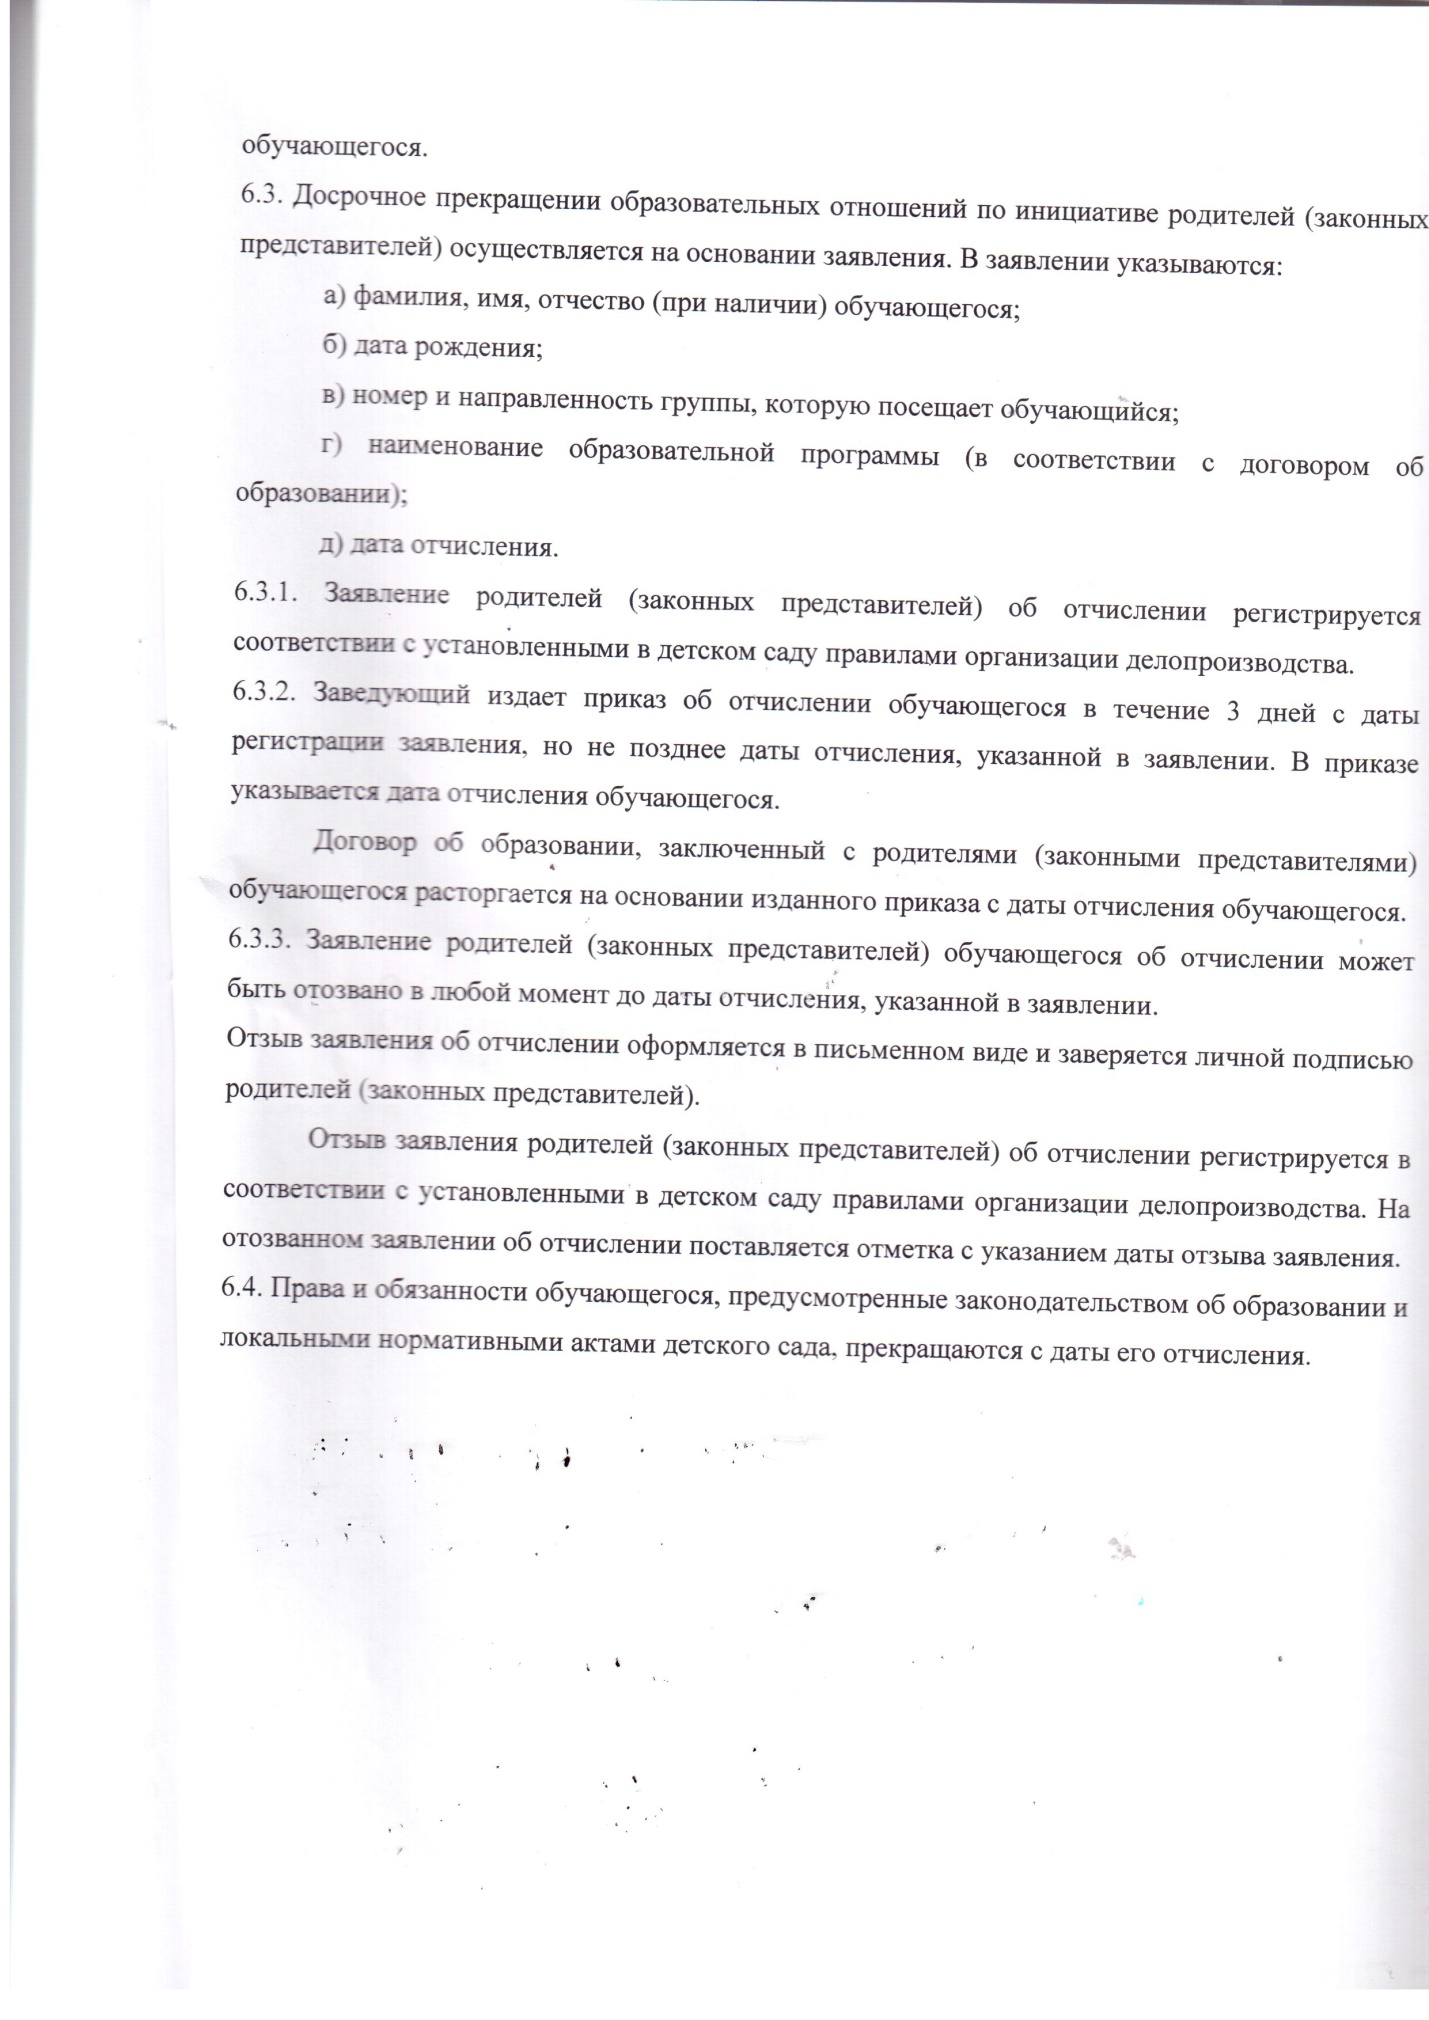 обучающегося.
6.3. Досрочное прекращении образовательных отношений по инициативе родителей (законных
представителей) осуществляется на основании заявления. В заявлении указываются:
а) фамилия, имя, отчество (при наличии) обучающегося;
б) дата рождения;
в) номер и направленность группы, которую посещает обучающийся;
г) наименование образовательной программы (в соответствии с договором об
образовании);
д) дата отчисления.
6.3.1. Заявление родителей (законных представителей) об отчислении регистрируется
соответствии с установленными в детском саду правилами организации делопроизводства.
6.3.2. Заведующий издает приказ об отчислении обучающегося в течение 3 дней с даты
регистрации заявления, но не позднее даты отчисления, указанной в заявлении. В приказе
указывается дата отчисления обучающегося.
Договор об образовании, заключенный с родителями (законными представителями)
обучающегося расторгается на основании изданного приказа с даты отчисления обучающегося.
6.3.3. Заявление родителей (законных представителей) обучающегося об отчислении может
быть отозвано в любой момент до даты отчисления, указанной в заявлении.
Отзыв заявления об отчислении оформляется в письменном виде и заверяется личной подписью
родителей (законных представителей).
Отзыв заявления родителей (законных представителей) об отчислении регистрируется в
соответствии с установленными в детском саду правилами организации делопроизводства. На
отозванном заявлении об отчислении поставляется отметка с указанием даты отзыва заявления.
6.4. Права и обязанности обучающегося, предусмотренные законодательством об образовании и
локальными нормативными актами детского сада, прекращаются с даты его отчисления.